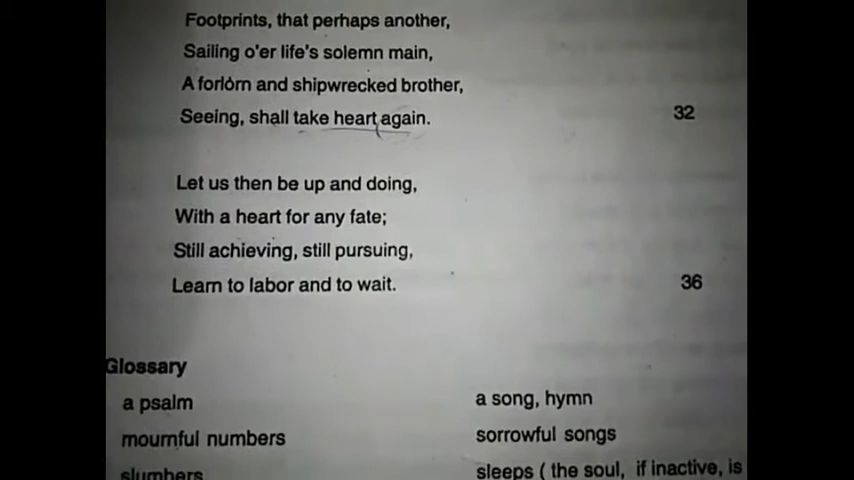 Footprints, that perhaps another,
Sailing o'er life's solemn main,
A forlorn and shipwrecked brother,
Seeing, shall take heart again. 32
Let us then be up and doing,
With a heart for any fate;
Still achieving, still pursuing,
Learn to labor and to wait. 36
Glossary
a psalm a song, hymn
mournful numbers sorrowful songs
slumbers sleeps ( the soul, if inactive, is